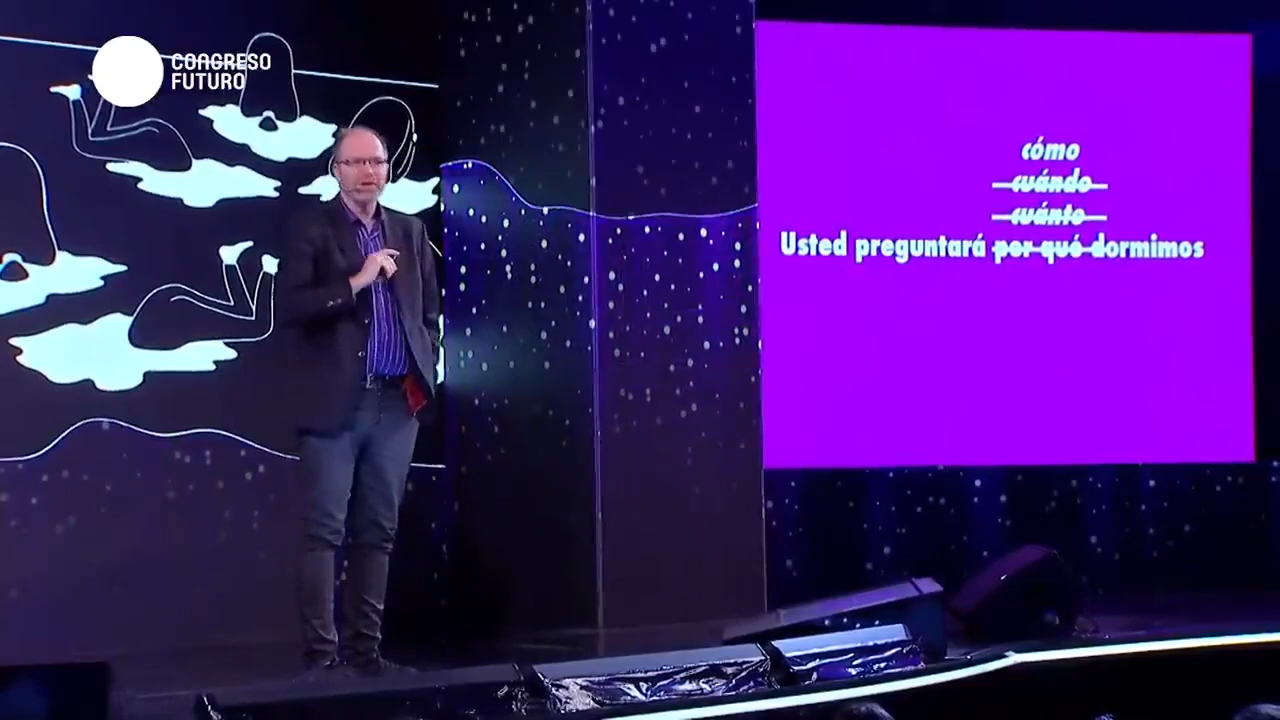 CONGRESO
FUTURO
cómo
cuándo
cuánto
Usted preguntará por qué dormimos